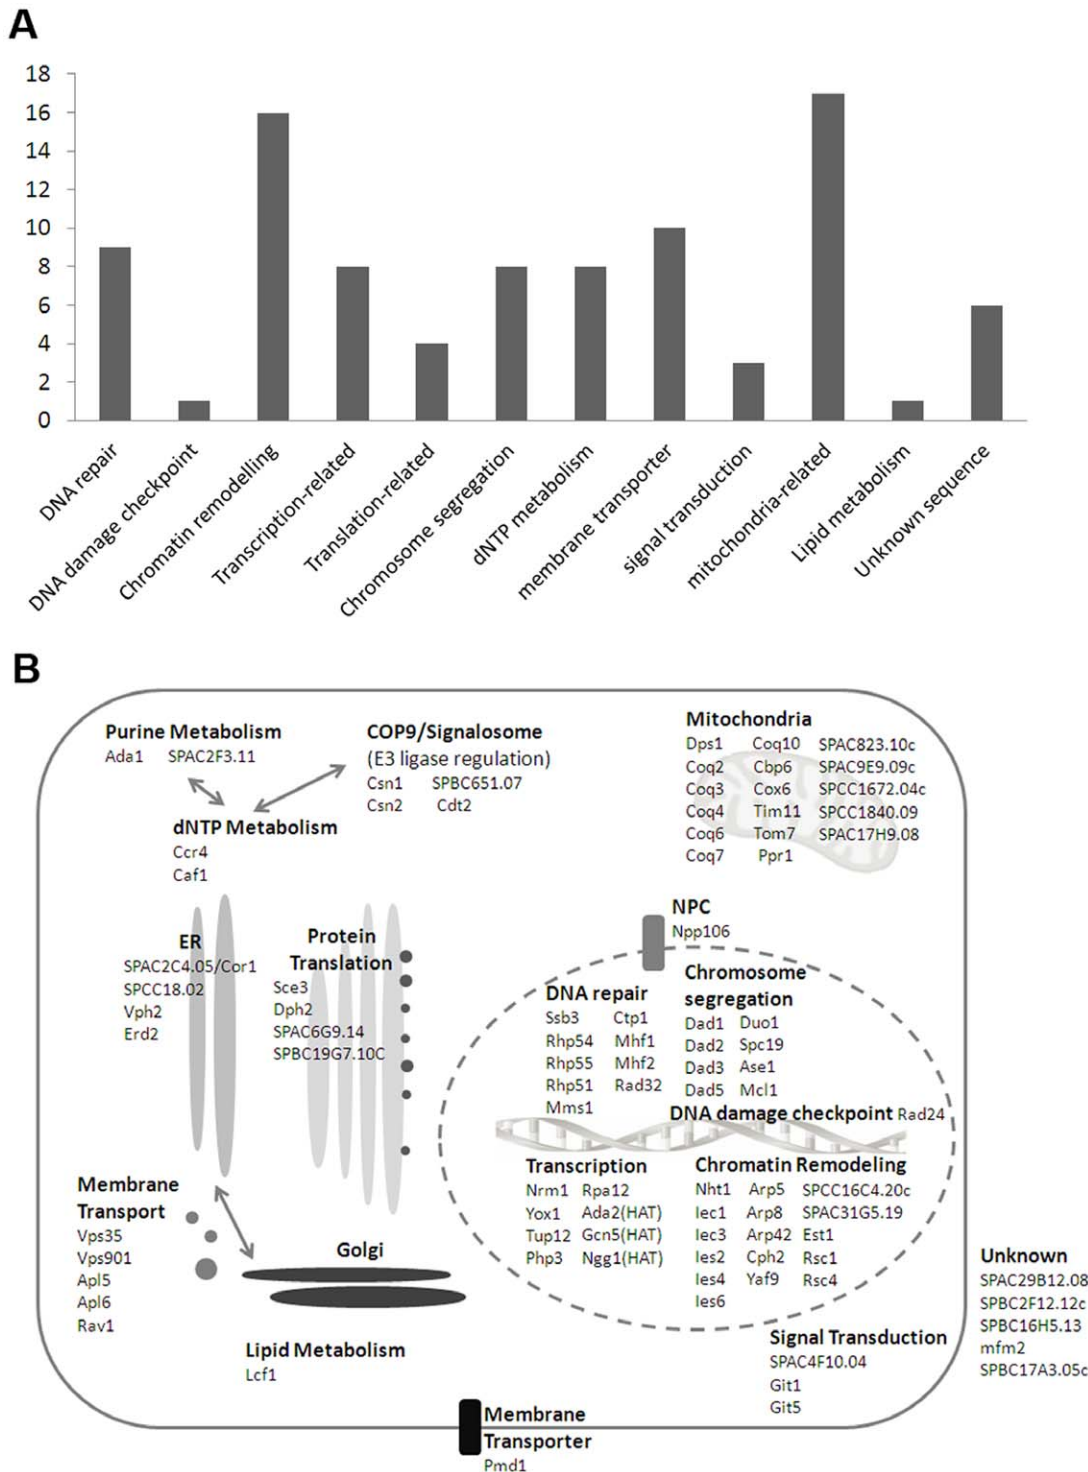 A
18
16
14
12
10
8
6
4
2
0
DNA repair
DNA damage checkpoint
Chromatin remodelling
Transcription-related
Translation-related
Chromosome segregation
dNTP metabolism
membrane transporter
signal transduction
mitochondria-related
Lipid metabolism
Unknown sequence
B
Purine Metabolism
Ada1 SPAC2F3.11
COP9/Signalosome
(E3 ligase regulation)
Csn1 SPBC651.07
Csn2 Cdt2
dNTP Metabolism
Ccr4
Caf1
Mitochondria
Dps1 Coq10 SPAC823.10c
Coq2 Cbp6 SPAC9E9.09c
Coq3 Cox6 SPCC1672.04c
Coq4 Tim11 SPCC1840.09
Coq6 Tom7 SPAC17H9.08
Coq7 Ppr1
ER
SPAC2C4.05/Cor1
SPCC18.02
Vph2
Erd2
Protein
Translation
Sce3
Dph2
SPAC6G9.14
SPBC19G7.10C
NPC
Npp106
DNA repair
Ssb3 Ctp1
Rhp54 Mhf1
Rhp55 Mhf2
Rhp51 Rad32
Mms1
Chromosome
segregation
Dad1 Duo1
Dad2 Spc19
Dad3 Ase1
Dad5 Mcl1
DNA damage checkpoint Rad24
Transcription
Nrm1 Rpa12
Yox1 Ada2(HAT)
Tup12 Gcn5(HAT)
Php3 Ngg1(HAT)
Chromatin Remodeling
Nht1 Arp5 SPCC16C4.20c
Iec1 Arp8 SPAC31G5.19
Iec3 Arp42 Est1
Ies2 Cph2 Rsc1
Ies4 Yaf9 Rsc4
Ies6
Membrane
Transport
Vps35
Vps901
Apl5
Apl6
Rav1
Golgi
Lipid Metabolism
Lcf1
Signal Transduction
SPAC4F10.04
Git1
Git5
Unknown
SPAC29B12.08
SPBC2F12.12c
SPBC16H5.13
mfm2
SPBC17A3.05c
Membrane
Transporter
Pmd1